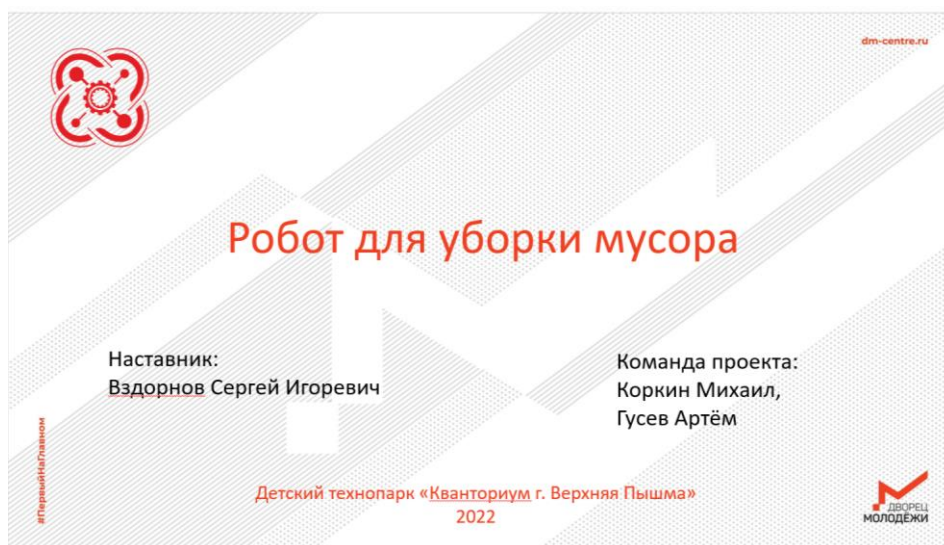 dm-centre.ru
Робот для уборки мусора
Наставник:
Вздорнов Сергей Игоревич
Команда проекта:
Коркин Михаил,
Гусев Артём
#ПервыйНаГлавном
Детский технопарк «Кванториум г. Верхняя Пышма»
2022
ДВОРЕЦ
МОЛОДЁЖИ